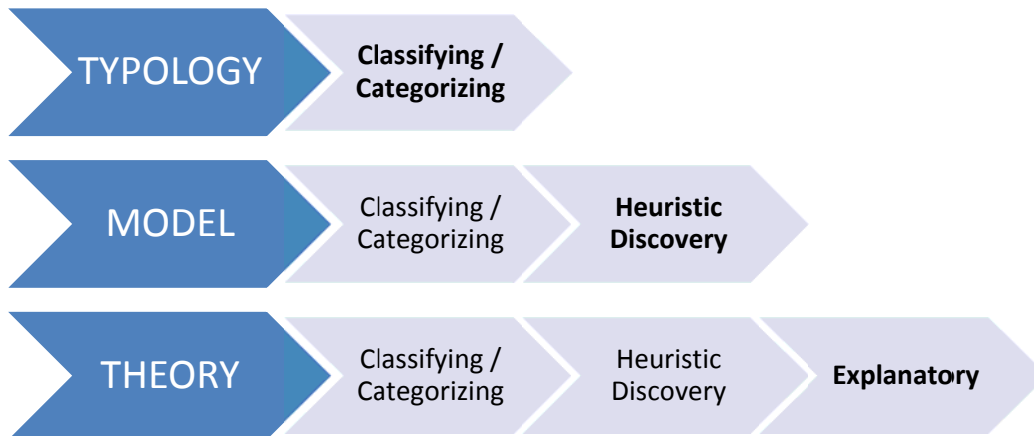 TYPOLOGY
Classifying /
Categorizing
MODEL
Classifying /
Categorizing
Heuristic
Discovery
THEORY
Classifying /
Categorizing
Heuristic
Discovery
Explanatory